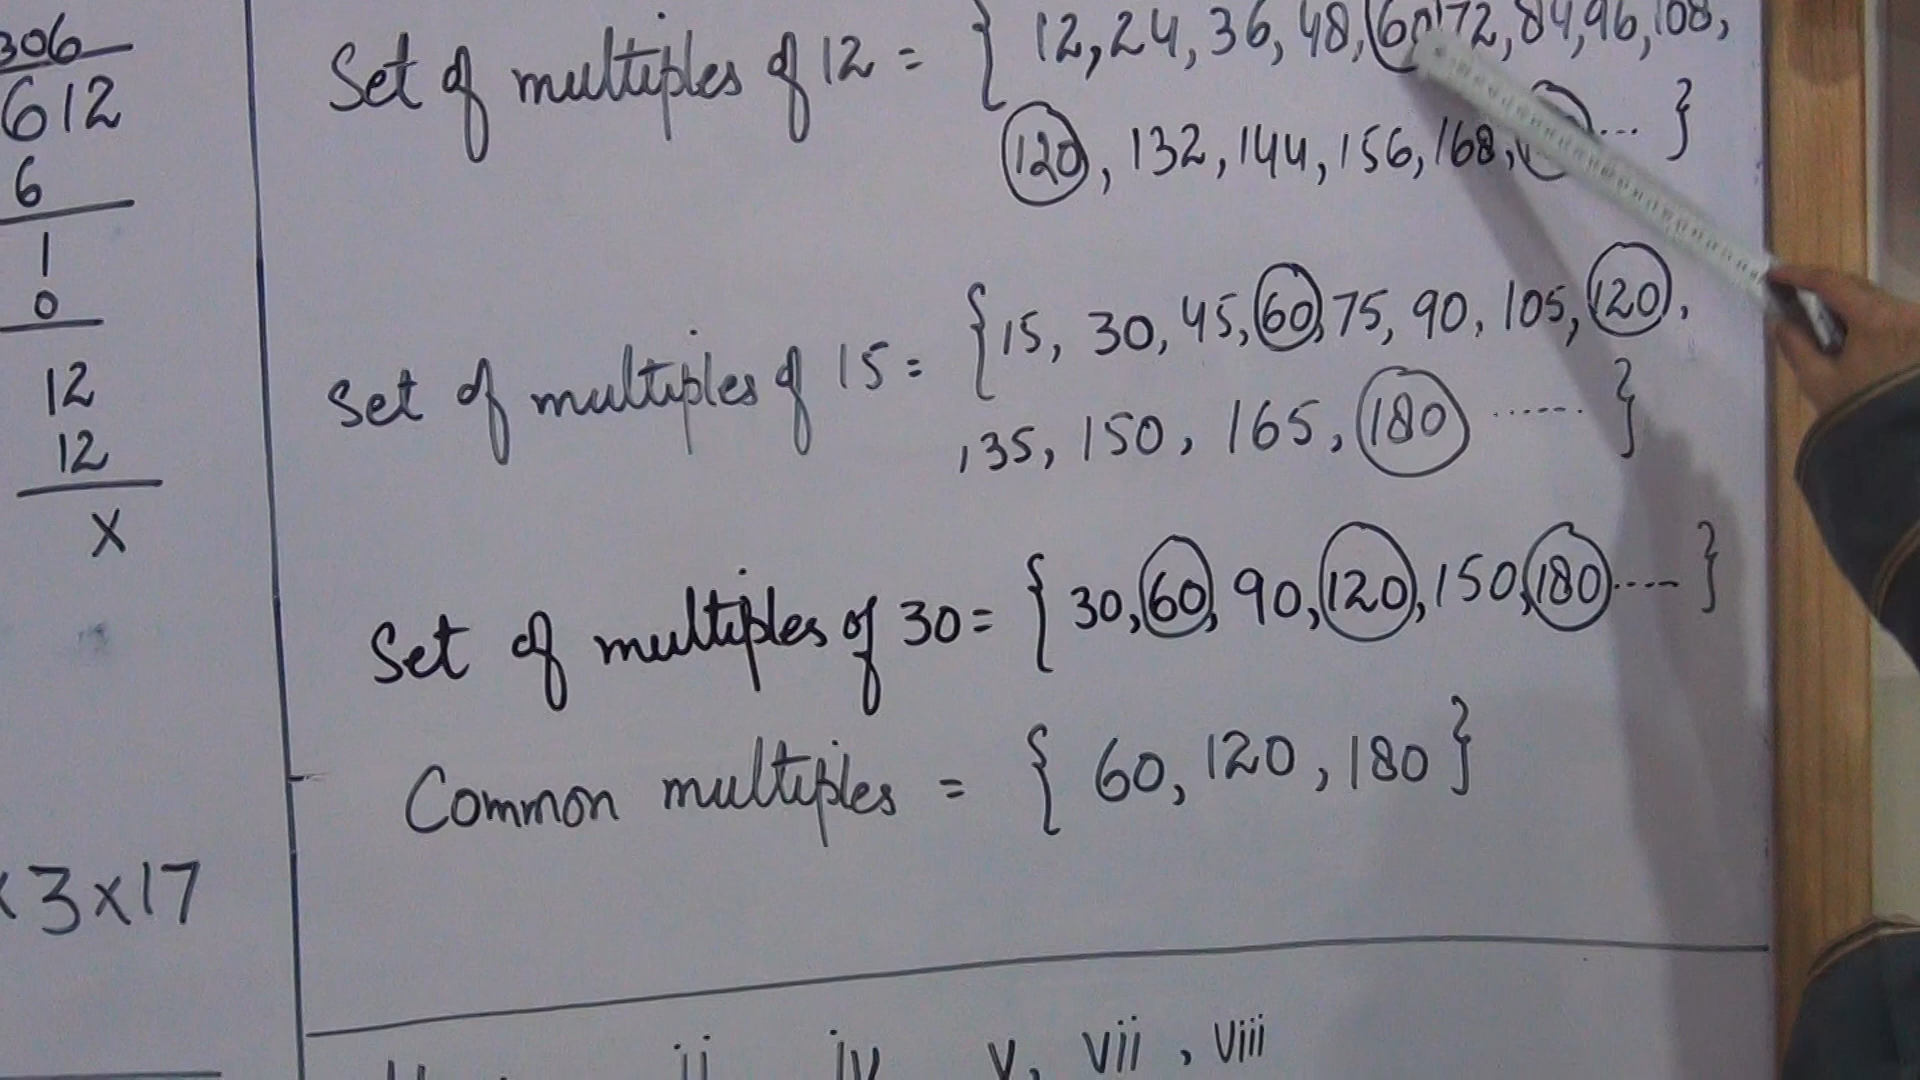 306
612
6
1
0
12
12
x
x 3 x 17
Set of multiples of 12 = { 12, 24, 36, 48, 60, 72, 84, 96, 108,
120, 132, 144, 156, 168, ... }
Set of multiples of 15 = { 15, 30, 45, 60, 75, 90, 105, 120,
135, 150, 165, 180 ...... }
Set of multiples of 30 = { 30, 60, 90, 120, 150, 180 .... }
Common multiples = { 60, 120, 180 }
ii iv v, vii, viii